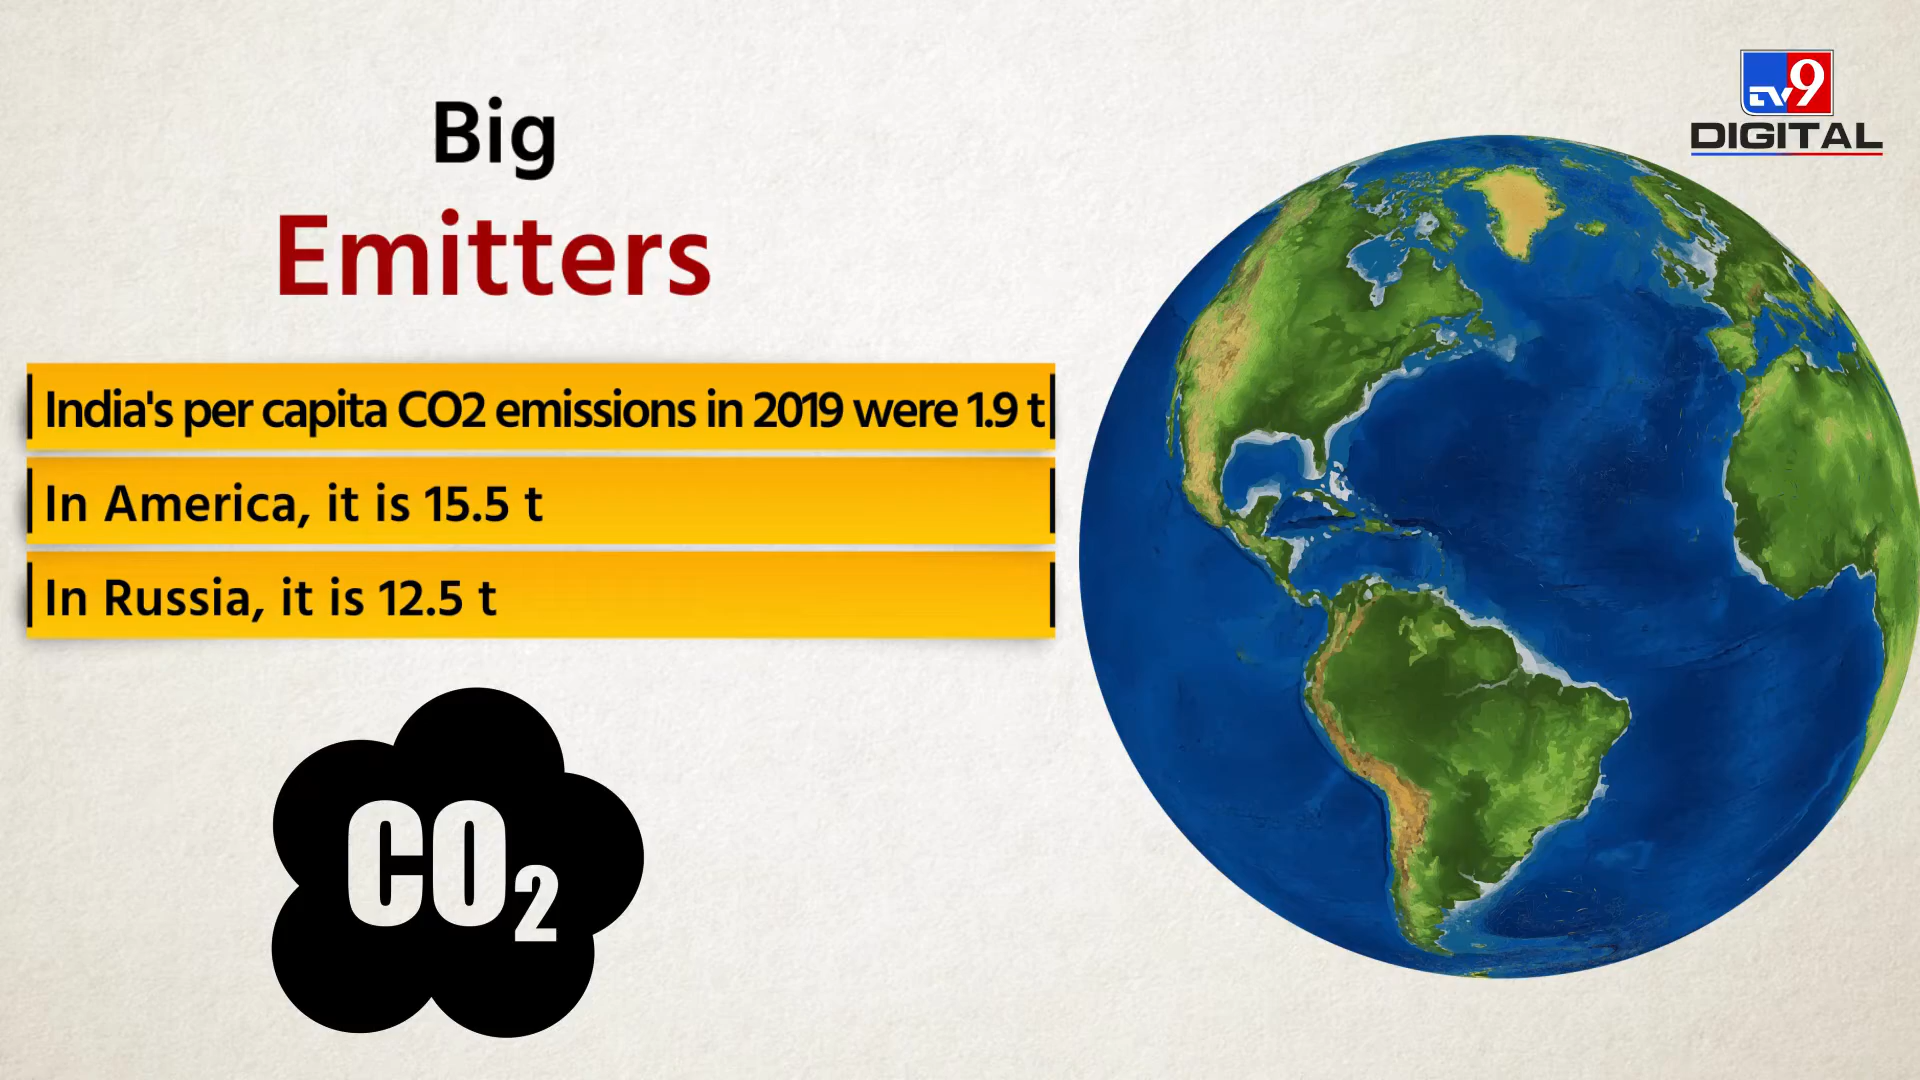 Big
Emitters
India's per capita CO2 emissions in 2019 were 1.9 t
In America, it is 15.5 t
In Russia, it is 12.5 t
CO₂
TV9
DIGITAL